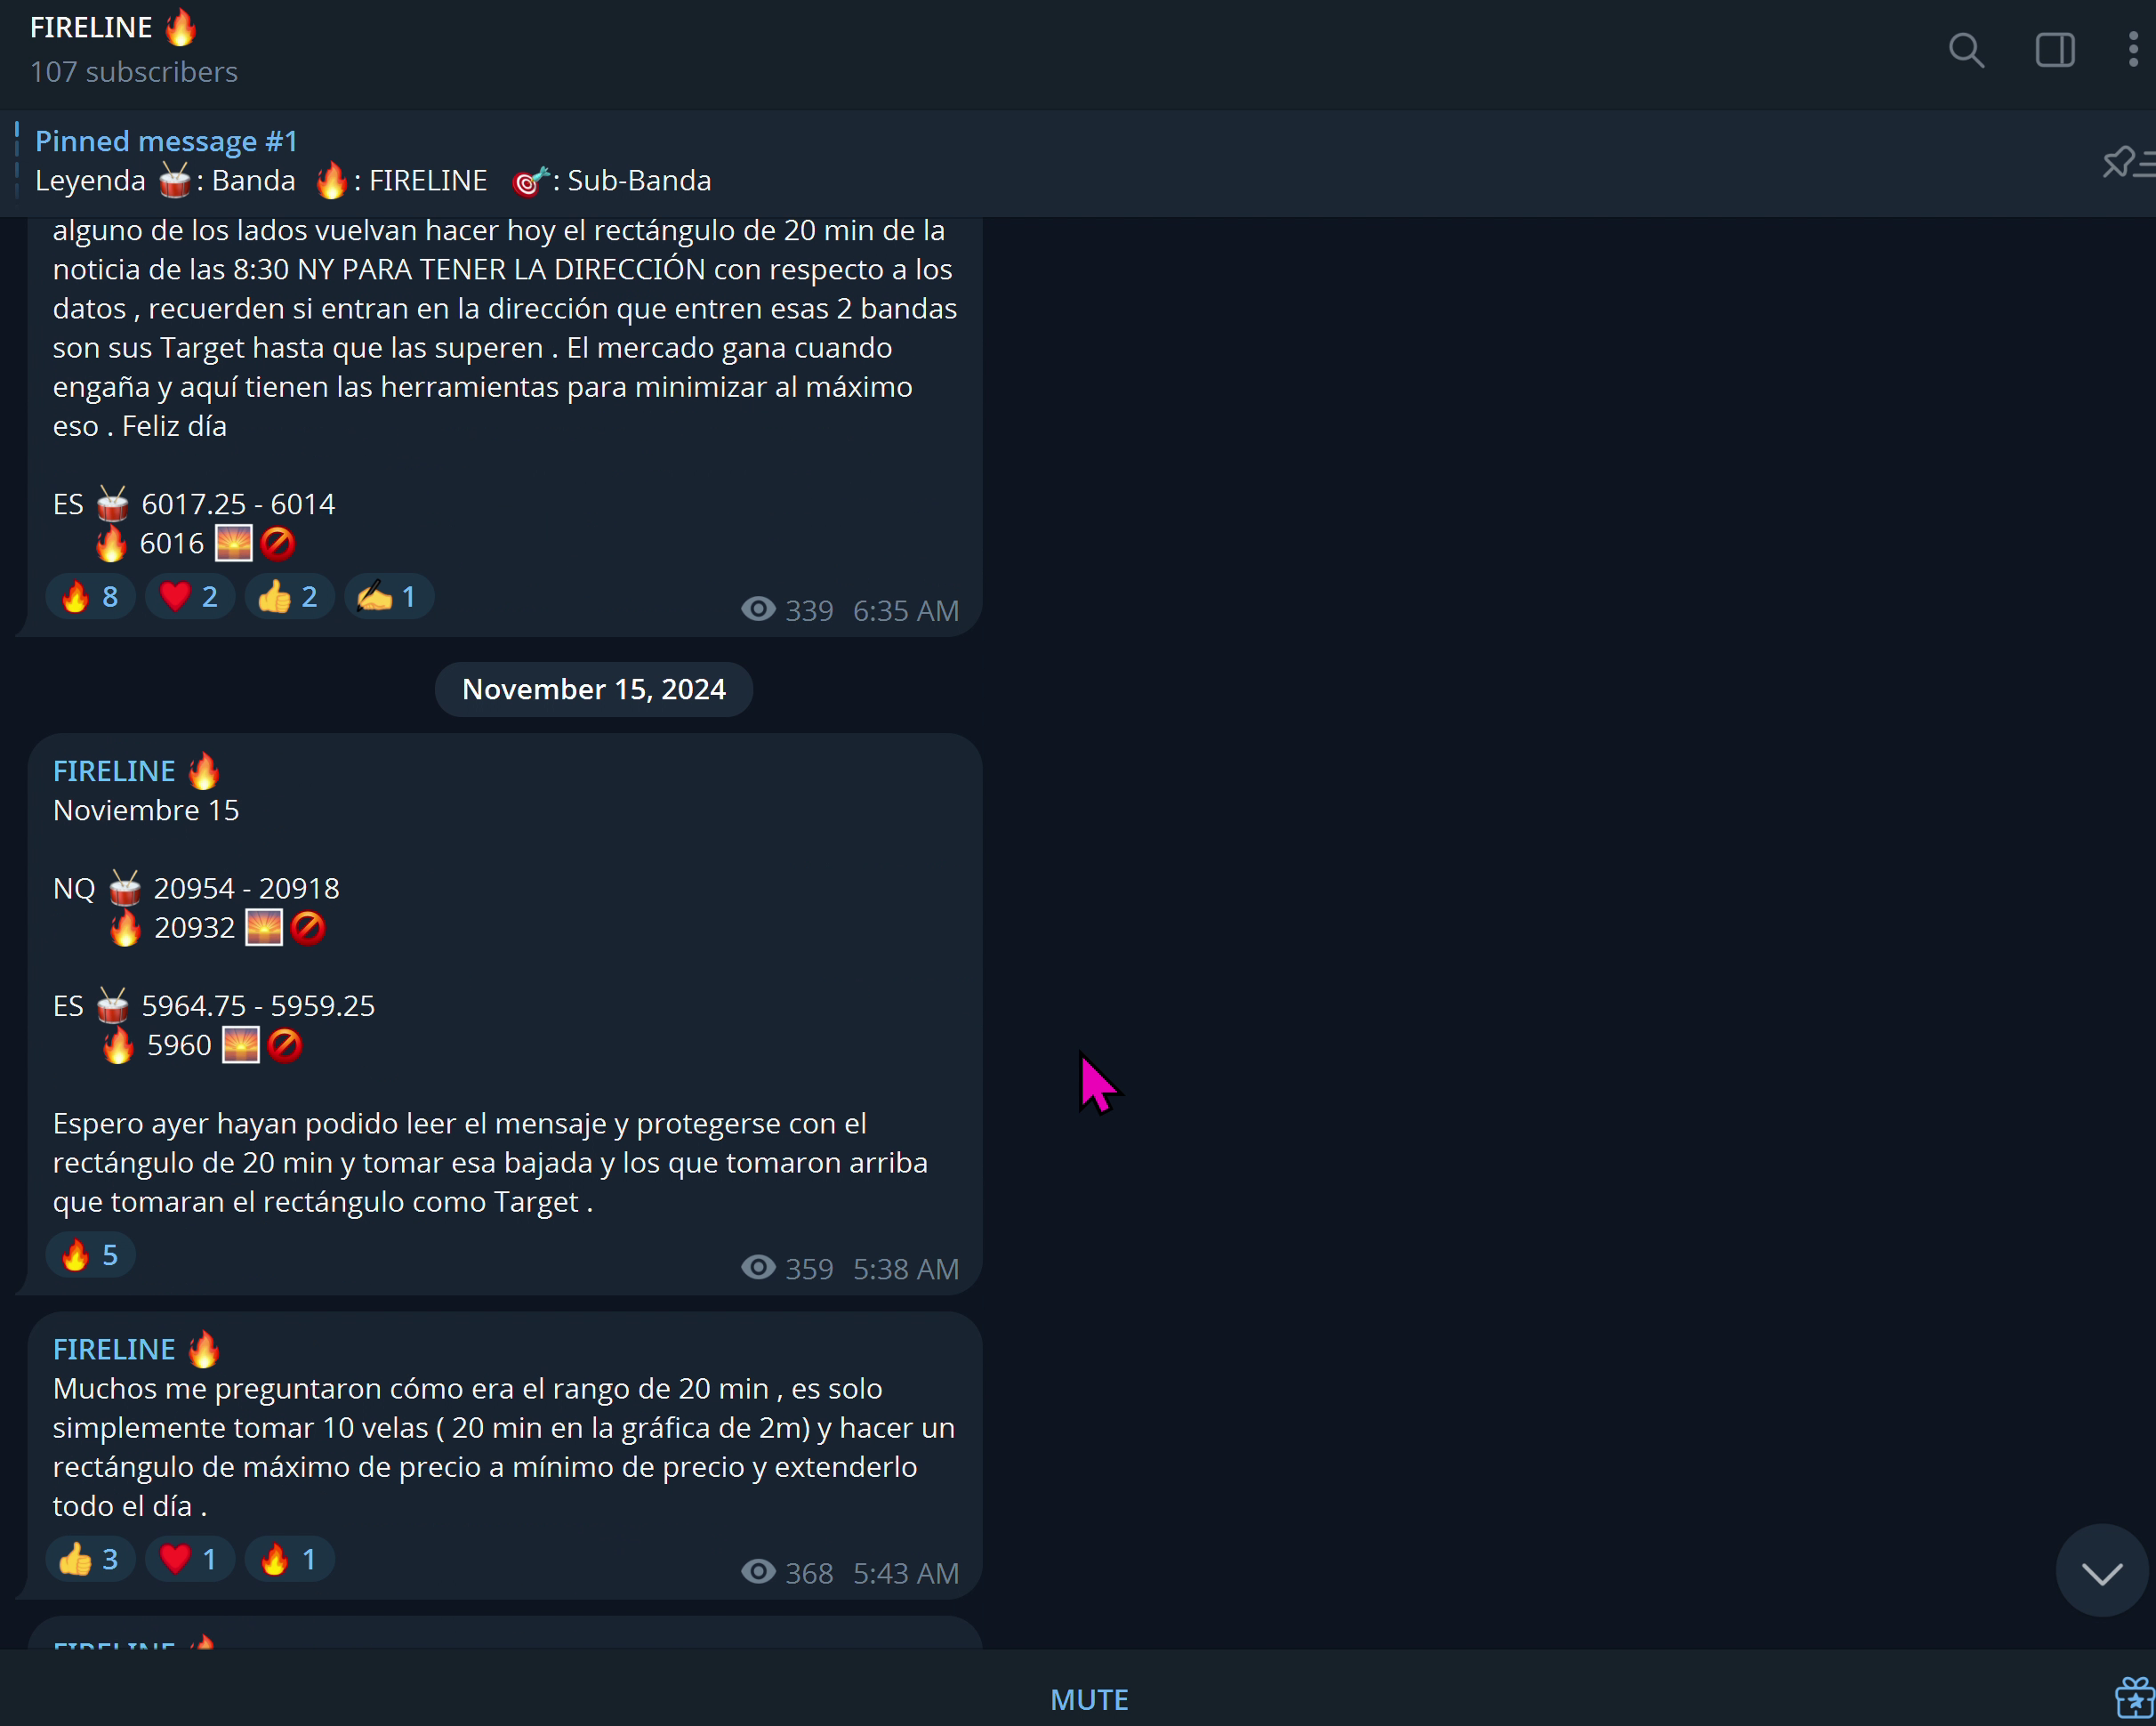 FIRELINE 🔥
107 subscribers
Pinned message #1
Leyenda 🥁: Banda 🔥: FIRELINE 🎯: Sub-Banda
alguno de los lados vuelvan hacer hoy el rectángulo de 20 min de la
noticia de las 8:30 NY PARA TENER LA DIRECCIÓN con respecto a los
datos , recuerden si entran en la dirección que entren esas 2 bandas
son sus Target hasta que las superen . El mercado gana cuando
engaña y aquí tienen las herramientas para minimizar al máximo
eso . Feliz día
ES 🥁 6017.25 - 6014
🔥 6016 🌅🚫
🔥 8 ❤️ 2 👍 2 ✍️ 1
339 6:35 AM
November 15, 2024
FIRELINE 🔥
Noviembre 15
NQ 🥁 20954 - 20918
🔥 20932 🌅🚫
ES 🥁 5964.75 - 5959.25
🔥 5960 🌅🚫
Espero ayer hayan podido leer el mensaje y protegerse con el
rectángulo de 20 min y tomar esa bajada y los que tomaron arriba
que tomaran el rectángulo como Target .
🔥 5
359 5:38 AM
FIRELINE 🔥
Muchos me preguntaron cómo era el rango de 20 min , es solo
simplemente tomar 10 velas ( 20 min en la gráfica de 2m) y hacer un
rectángulo de máximo de precio a mínimo de precio y extenderlo
todo el día .
👍 3 ❤️ 1 🔥 1
368 5:43 AM
FIRELINE 🔥
MUTE